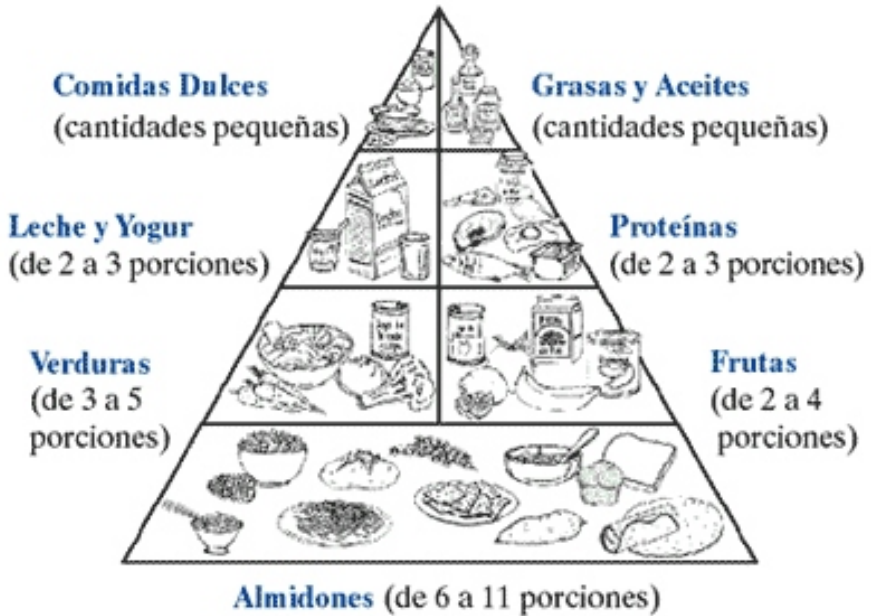 Comidas Dulces
(cantidades pequeñas)
Grasas y Aceites
(cantidades pequeñas)
Leche y Yogur
(de 2 a 3 porciones)
Proteínas
(de 2 a 3 porciones)
Verduras
(de 3 a 5
porciones)
Frutas
(de 2 a 4
porciones)
Almidones (de 6 a 11 porciones)